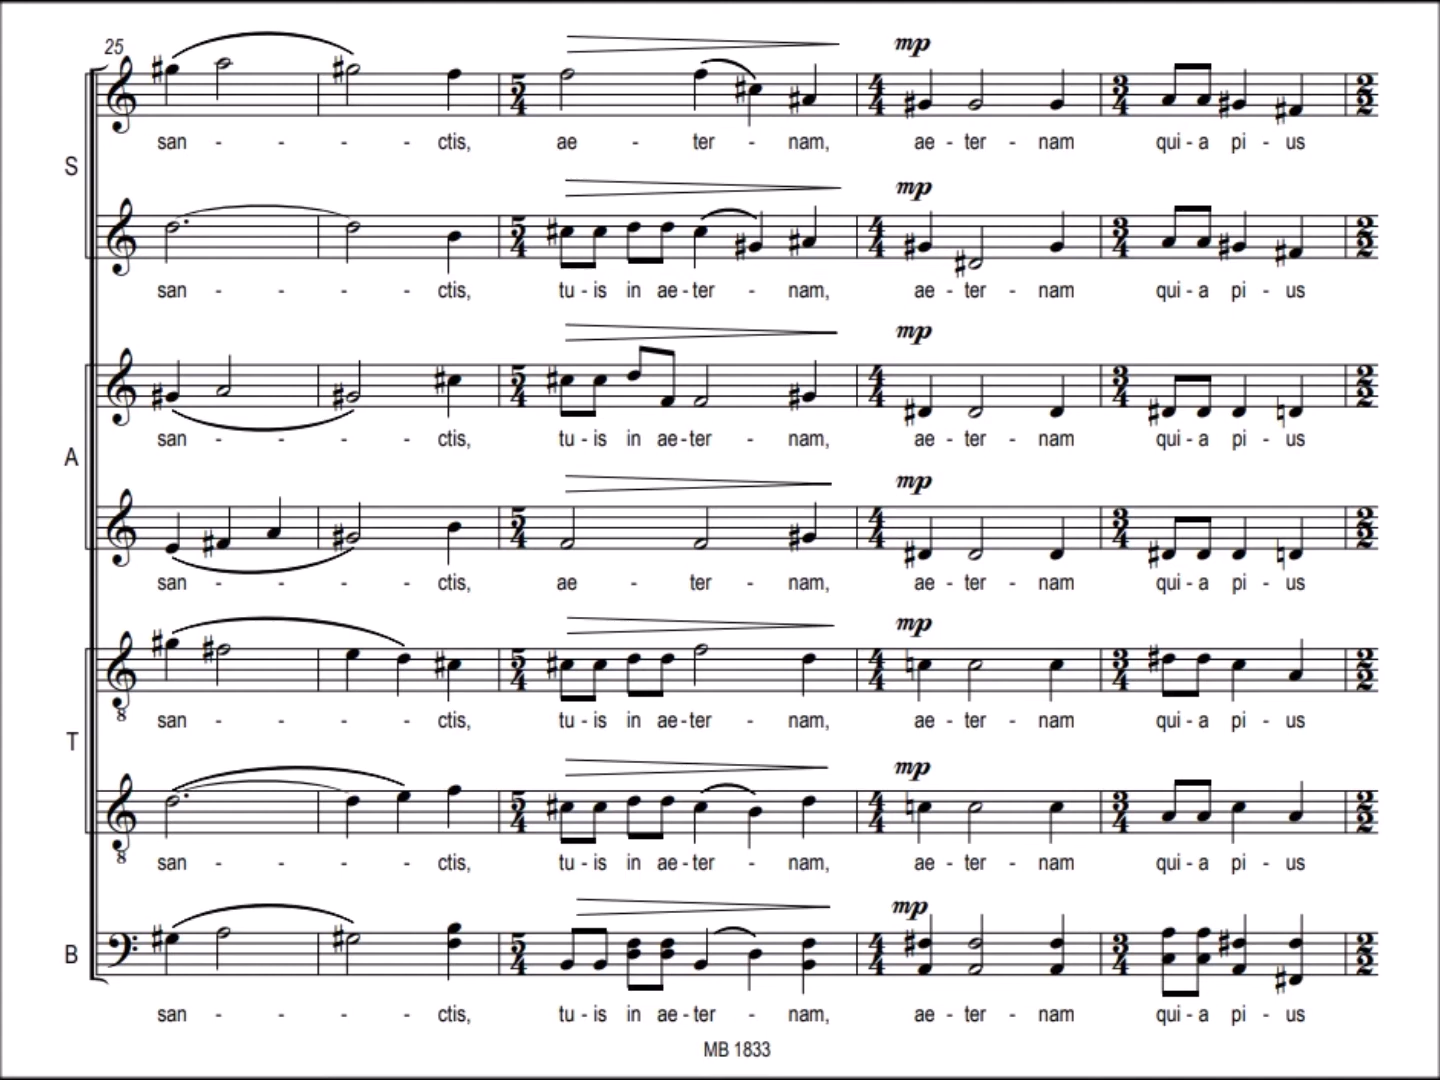 25
mp
san - - - - ctis, ae - ter - nam, ae - ter - nam qui - a pi - us
S
mp
san - - - - ctis, tu - is in ae - ter - nam, ae - ter - nam qui - a pi - us
mp
san - - - - ctis, tu - is in ae - ter - nam, ae - ter - nam qui - a pi - us
A
mp
san - - - - ctis, ae - ter - nam, ae - ter - nam qui - a pi - us
mp
8
san - - - - ctis, tu - is in ae - ter - nam, ae - ter - nam qui - a pi - us
T
mp
8
san - - - - ctis, tu - is in ae - ter - nam, ae - ter - nam qui - a pi - us
mp
B
san - - - - ctis, tu - is in ae - ter - nam, ae - ter - nam qui - a pi - us
MB 1833